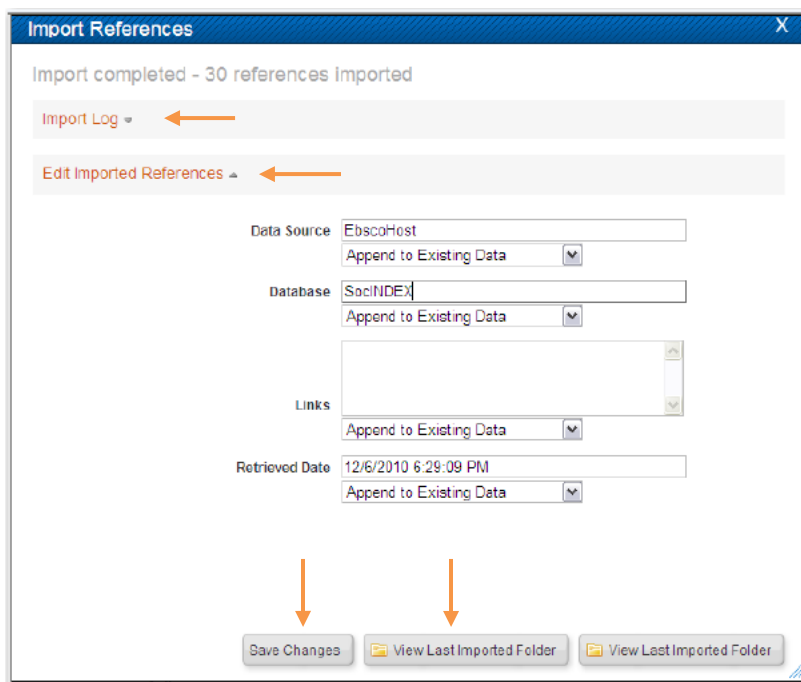 Import References X
Import completed - 30 references imported
Import Log
Edit Imported References
Data Source EbscoHost
Append to Existing Data
Database SocINDEX
Append to Existing Data
Links
Append to Existing Data
Retrieved Date 12/6/2010 6:29:09 PM
Append to Existing Data
Save Changes View Last Imported Folder View Last Imported Folder